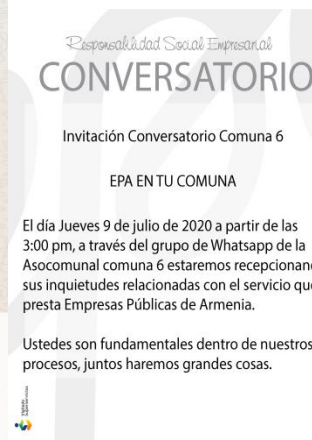 Responsabilidad Social Empresarial
CONVERSATORIO
Invitación Conversatorio Comuna 6
EPA EN TU COMUNA
El día Jueves 9 de julio de 2020 a partir de las
3:00 pm, a través del grupo de Whatsapp de la
Asocomunal comuna 6 estaremos recepcionand
sus inquietudes relacionadas con el servicio que
presta Empresas Públicas de Armenia.
Ustedes son fundamentales dentro de nuestros
procesos, juntos haremos grandes cosas.